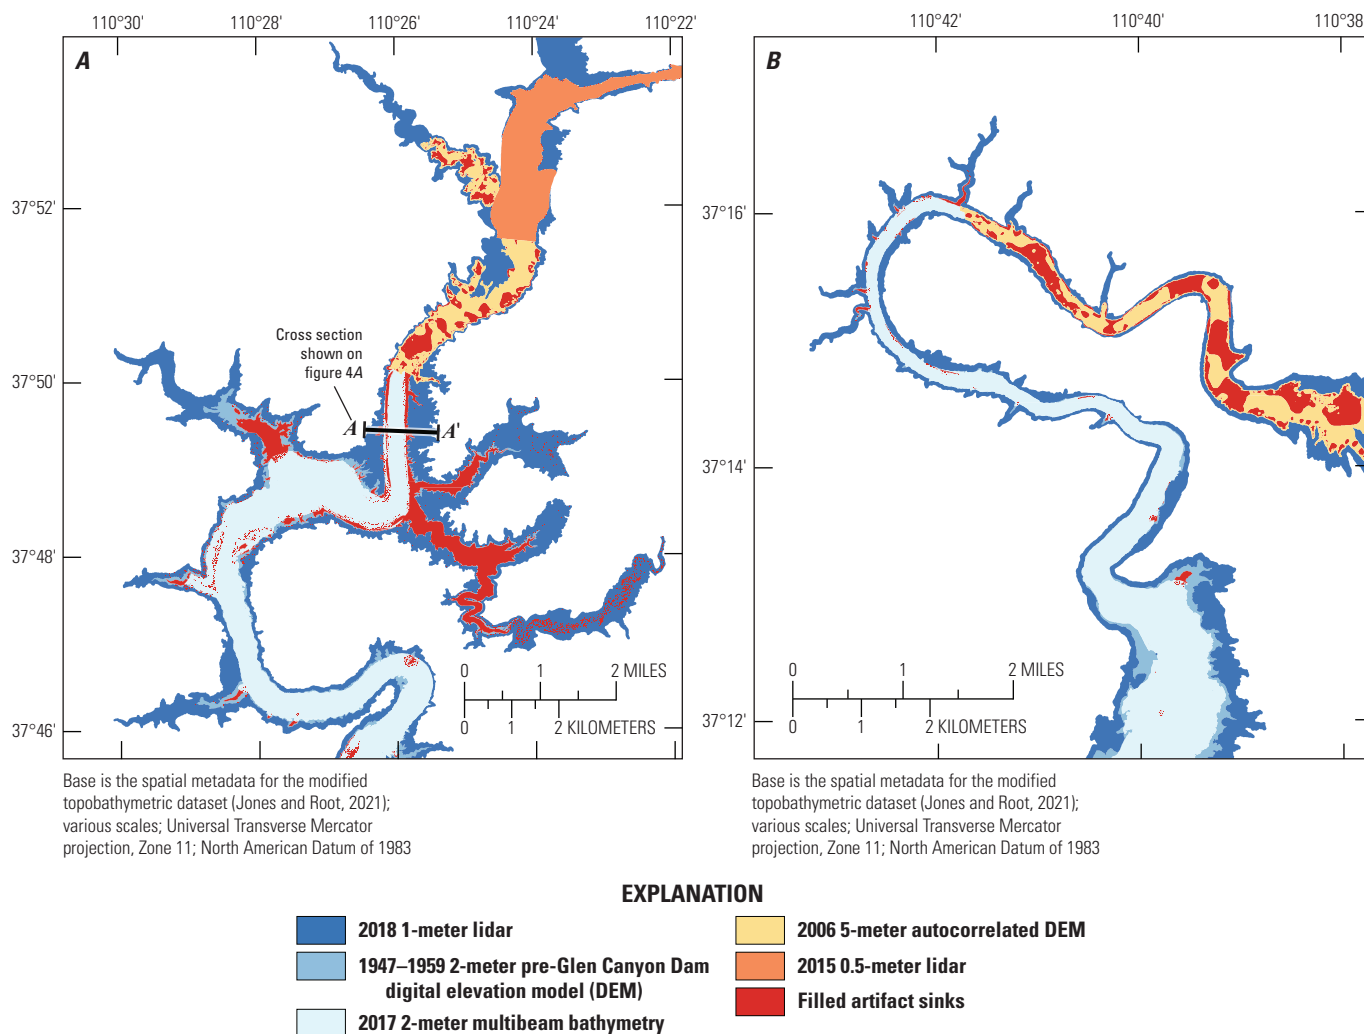 110°30'
110°28'
110°26'
110°24'
110°22'
A
37°52'
37°50'
37°48'
37°46'
Cross section
shown on
figure 4A
A
A'
0 1 2 MILES
0 1 2 KILOMETERS
Base is the spatial metadata for the modified
topobathymetric dataset (Jones and Root, 2021);
various scales; Universal Transverse Mercator
projection, Zone 11; North American Datum of 1983
110°42'
110°40'
110°38
B
37°16'
37°14'
37°12'
0 1 2 MILES
0 1 2 KILOMETERS
Base is the spatial metadata for the modified
topobathymetric dataset (Jones and Root, 2021);
various scales; Universal Transverse Mercator
projection, Zone 11; North American Datum of 1983
EXPLANATION
2018 1-meter lidar
1947–1959 2-meter pre-Glen Canyon Dam
digital elevation model (DEM)
2017 2-meter multibeam bathymetry
2006 5-meter autocorrelated DEM
2015 0.5-meter lidar
Filled artifact sinks